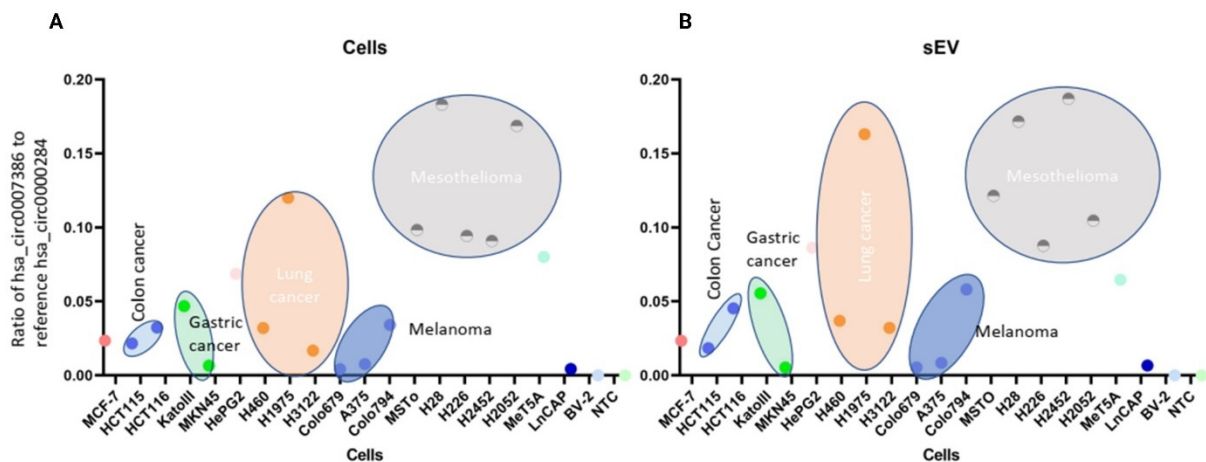 A
Cells
Ratio of hsa_circ0007386 to
reference hsa_circ0000284
0.20
0.15
0.10
0.05
0.00
Colon cancer
Gastric
cancer
Lung
cancer
Melanoma
Mesothelioma
MCF-7
HCT115
HCT116
KatoIII
MKN45
HePG2
H460
H1975
H3122
Colo679
A375
Colo794
MSTo
H28
H226
H2452
H2052
MeT5A
LnCAP
BV-2
NTC
Cells
B
sEV
0.20
0.15
0.10
0.05
0.00
Colon Cancer
Gastric
cancer
Lung cancer
Melanoma
Mesothelioma
MCF-7
HCT115
HCT116
KatoIII
MKN45
HePG2
H460
H1975
H3122
Colo679
A375
Colo794
MSTO
H28
H226
H2452
H2052
MeT5A
LnCAP
BV-2
NTC
Cells